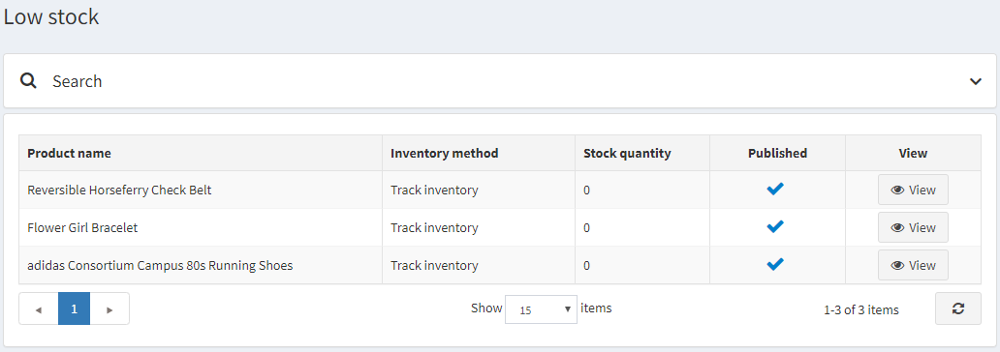 Low stock
Search
Product name Inventory method Stock quantity Published View
Reversible Horseferry Check Belt Track inventory 0 View
Flower Girl Bracelet Track inventory 0 View
adidas Consortium Campus 80s Running Shoes Track inventory 0 View
1 Show 15 items 1-3 of 3 items